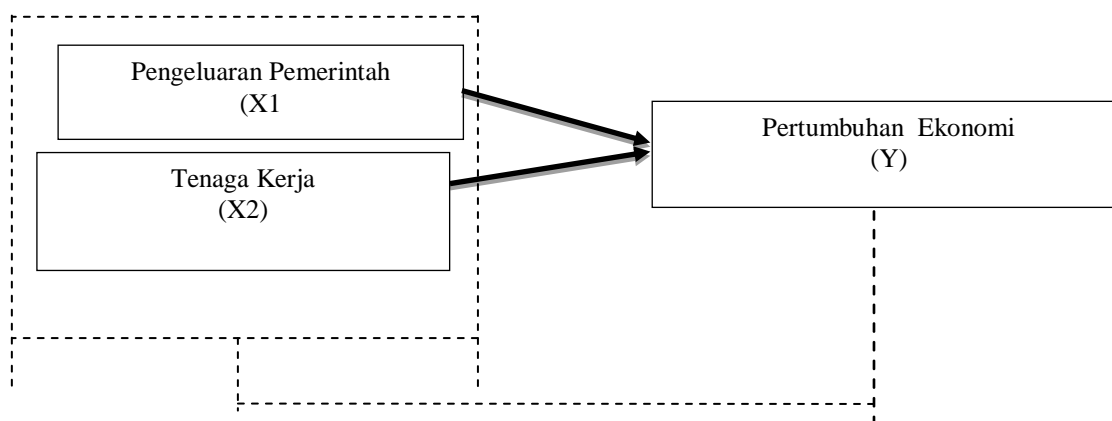 Pengeluaran Pemerintah
(X1
Tenaga Kerja
(X2)
Pertumbuhan Ekonomi
(Y)